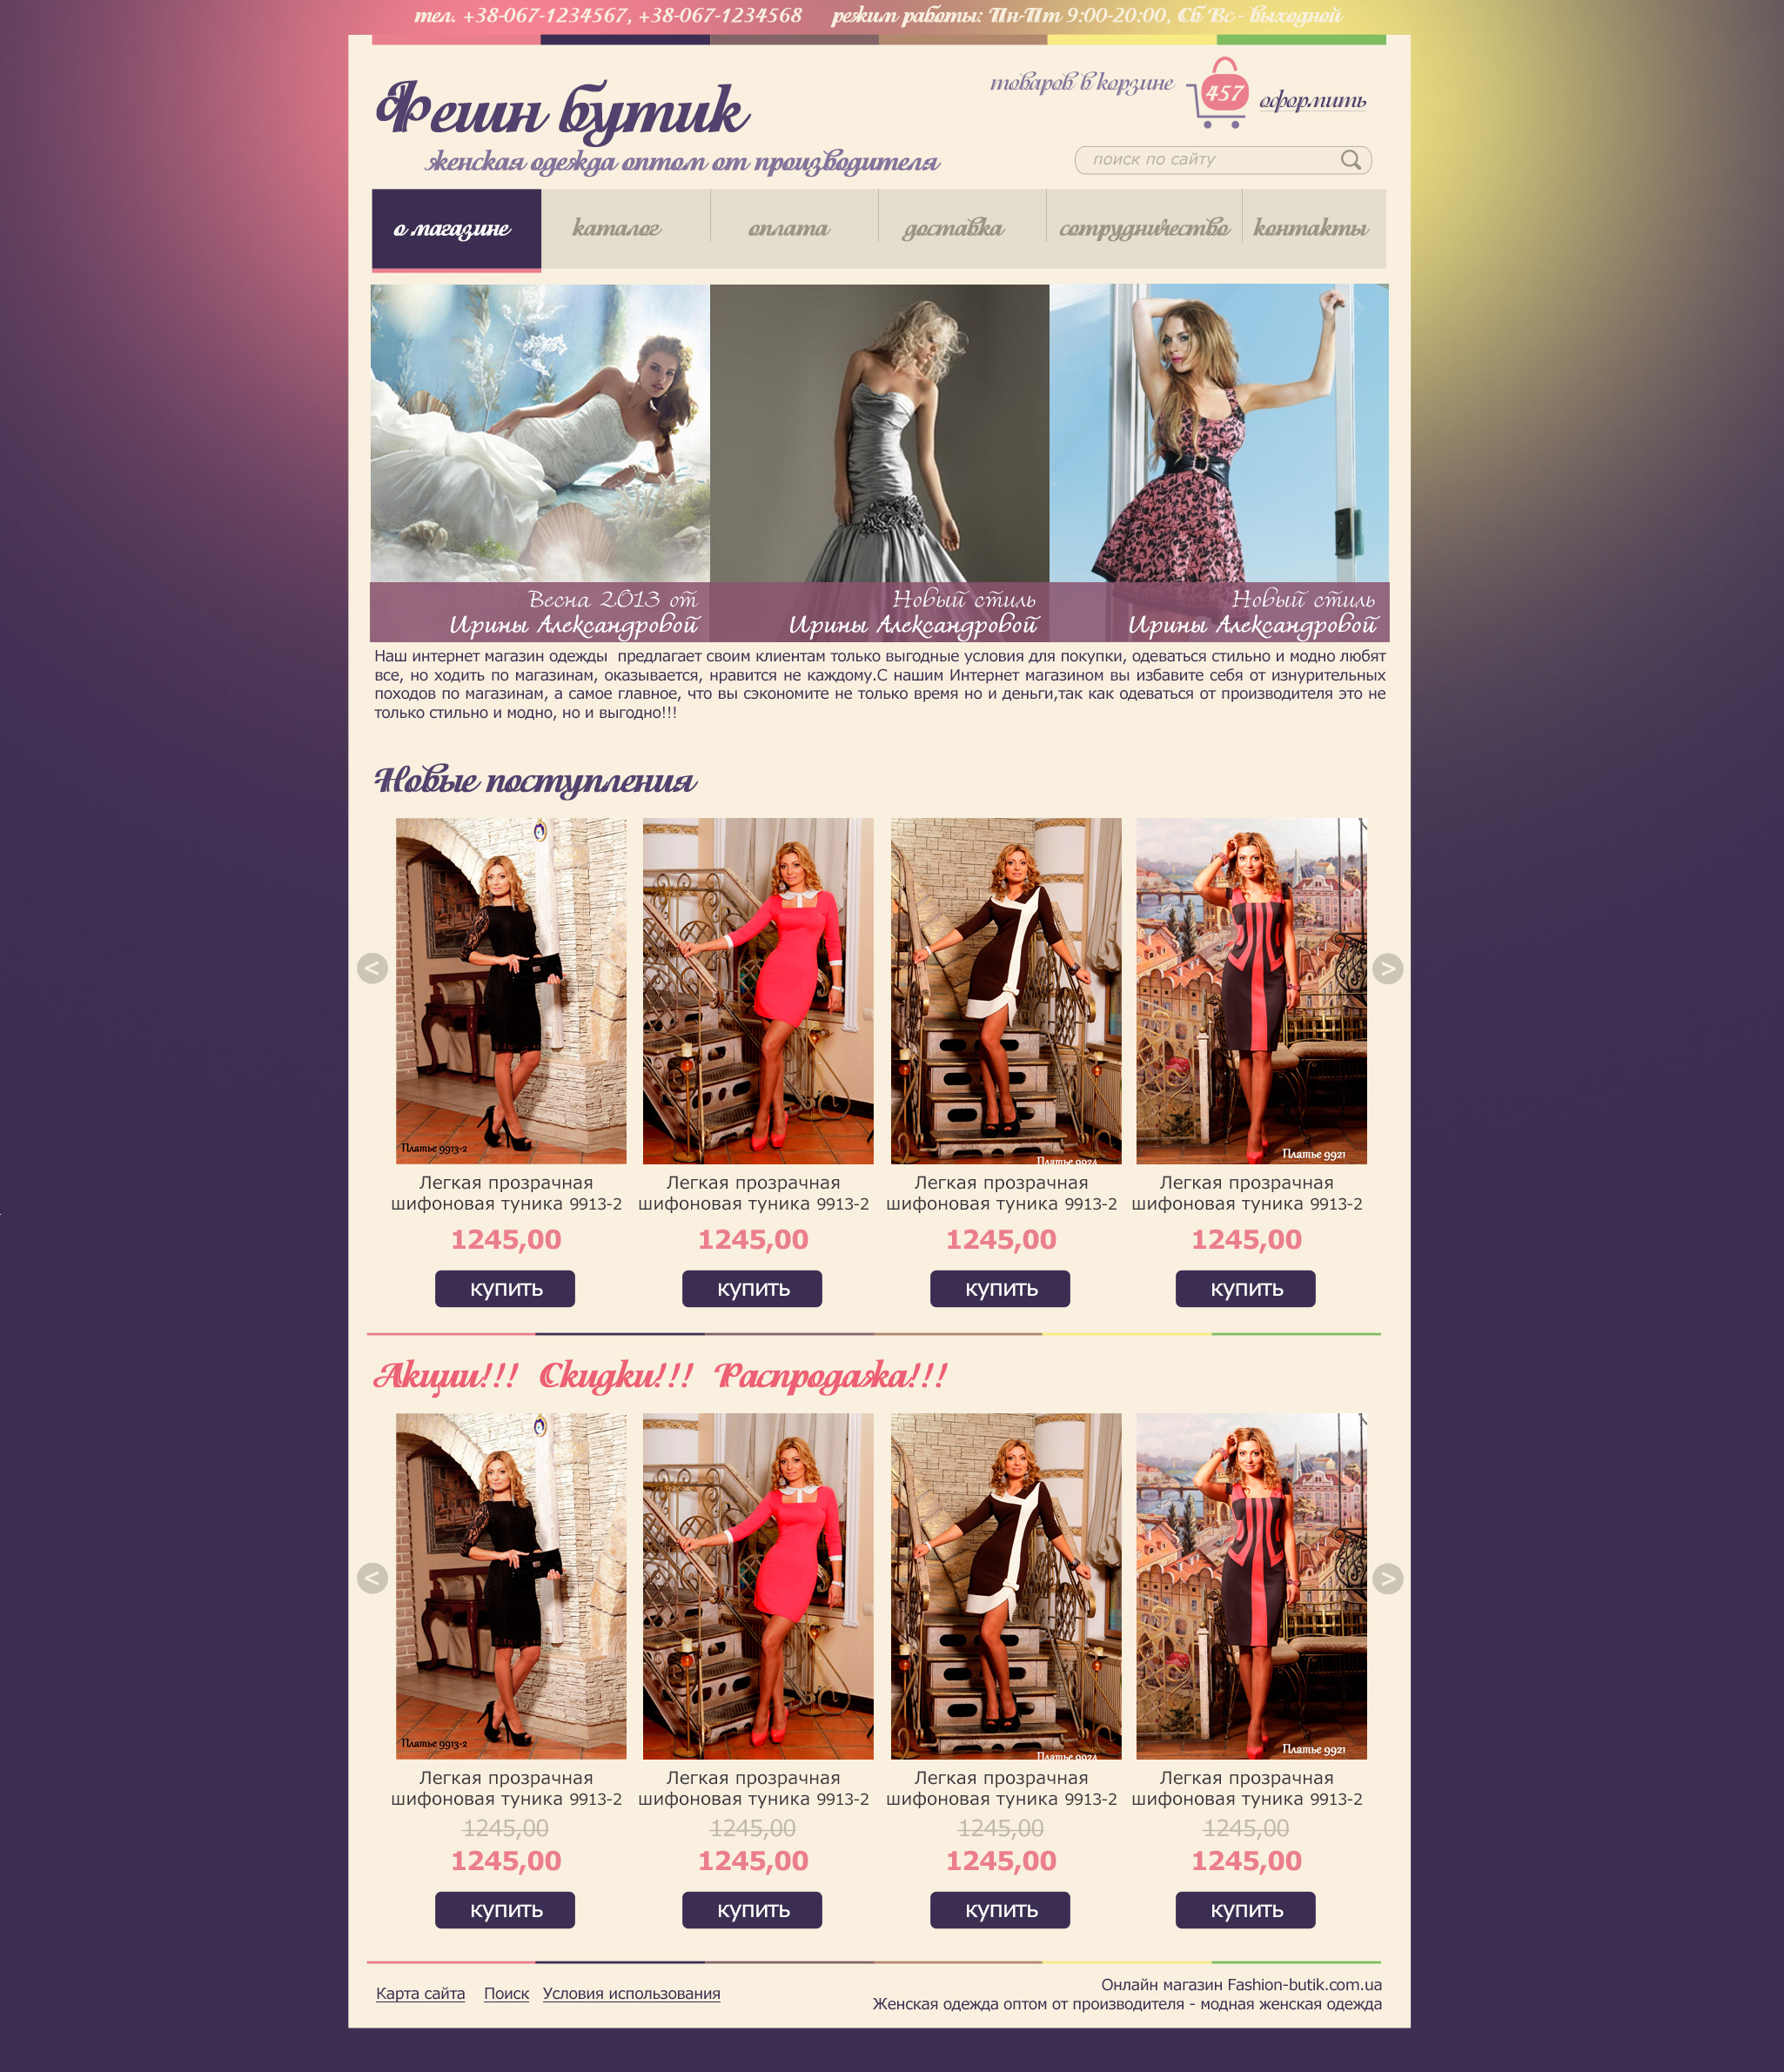 тел. +38-067-1234567, +38-067-1234568 режим работы: Пн-Пт 9:00-20:00, Сб Вс - выходной
Фешн бутик
женская одежда оптом от производителя
товаров в корзине
457
оформить
поиск по сайту
о магазине
каталог
оплата
доставка
сотрудничество
контакты
Весна 2013 от
Ирины Александровой
Новый стиль
Ирины Александровой
Новый стиль
Ирины Александровой
Наш интернет магазин одежды предлагает своим клиентам только выгодные условия для покупки, одеваться стильно и модно любят
все, но ходить по магазинам, оказывается, нравится не каждому.С нашим Интернет магазином вы избавите себя от изнурительных
походов по магазинам, а самое главное, что вы сэкономите не только время но и деньги,так как одеваться от производителя это не
только стильно и модно, но и выгодно!!!
Новые поступления
<
>
Платье 9913-2
Платье 9924
Платье 9921
Легкая прозрачная
шифоновая туника 9913-2
1245,00
купить
Легкая прозрачная
шифоновая туника 9913-2
1245,00
купить
Легкая прозрачная
шифоновая туника 9913-2
1245,00
купить
Легкая прозрачная
шифоновая туника 9913-2
1245,00
купить
Акции!!! Скидки!!! Распродажа!!!
<
>
Платье 9913-2
Платье 9924
Платье 9921
Легкая прозрачная
шифоновая туника 9913-2
1245,00
1245,00
купить
Легкая прозрачная
шифоновая туника 9913-2
1245,00
1245,00
купить
Легкая прозрачная
шифоновая туника 9913-2
1245,00
1245,00
купить
Легкая прозрачная
шифоновая туника 9913-2
1245,00
1245,00
купить
Карта сайта Поиск Условия использования
Онлайн магазин Fashion-butik.com.ua
Женская одежда оптом от производителя - модная женская одежда